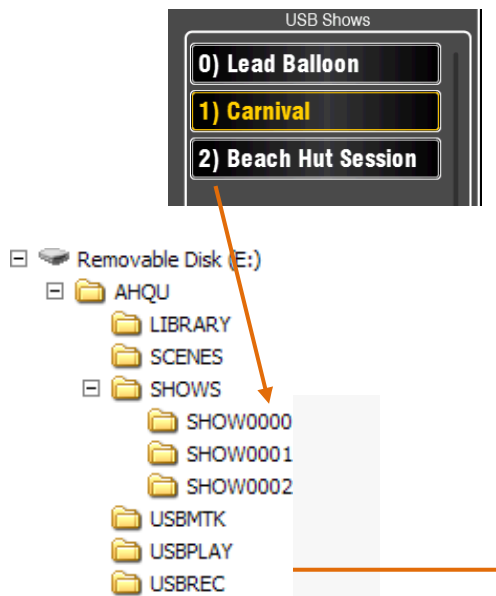 USB Shows
0) Lead Balloon
1) Carnival
2) Beach Hut Session
Removable Disk (E:)
AHQU
LIBRARY
SCENES
SHOWS
SHOW0000
SHOW0001
SHOW0002
USBMTK
USBPLAY
USBREC